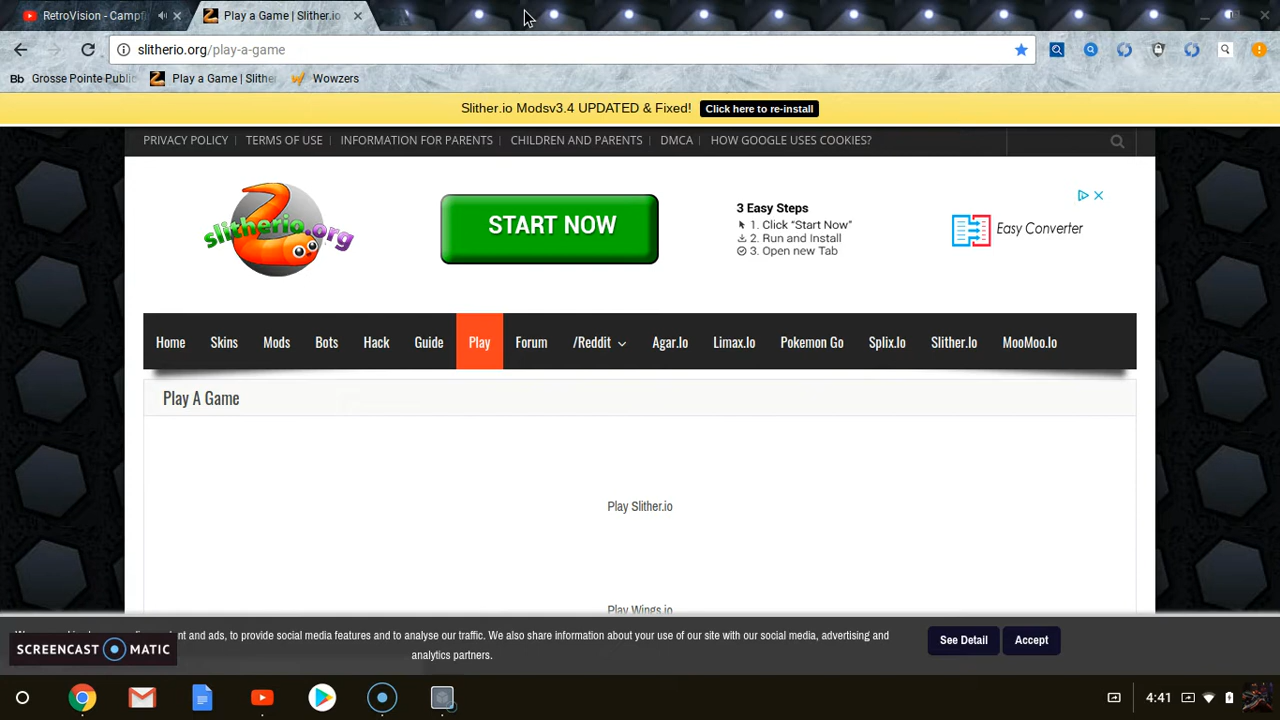 RetroVision - Campf
Play a Game | Slither.io
slitherio.org/play-a-game
Bb Grosse Pointe Public
Play a Game | Slithe
Wowzers
Slither.io Modsv3.4 UPDATED & Fixed! Click here to re-install
PRIVACY POLICY TERMS OF USE INFORMATION FOR PARENTS CHILDREN AND PARENTS DMCA HOW GOOGLE USES COOKIES?
slitherio.org
START NOW
3 Easy Steps
1. Click "Start Now"
2. Run and Install
3. Open new Tab
Easy Converter
Home Skins Mods Bots Hack Guide Play Forum /Reddit Agar.Io Limax.Io Pokemon Go Splix.Io Slither.Io MooMoo.Io
Play A Game
Play Slither.io
Play Wings.io
and ads, to provide social media features and to analyse our traffic. We also share information about your use of our site with our social media, advertising and
analytics partners.
See Detail
Accept
SCREENCAST MATIC
4:41